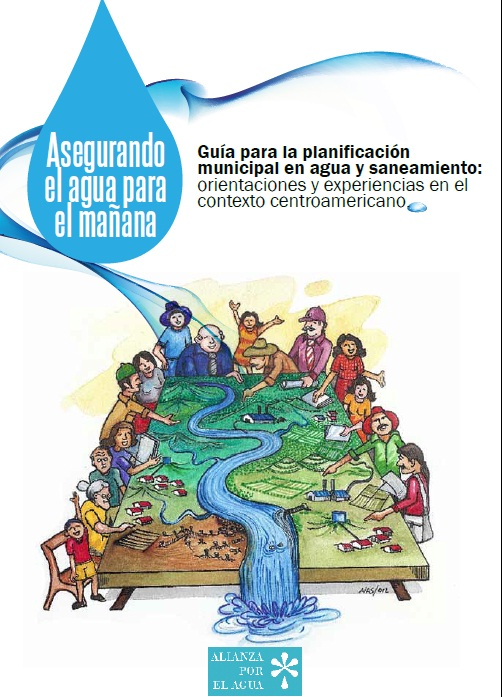 Asegurando
el agua para
el mañana
Guía para la planificación
municipal en agua y saneamiento:
orientaciones y experiencias en el
contexto centroamericano
ALIANZA
POR
EL AGUA